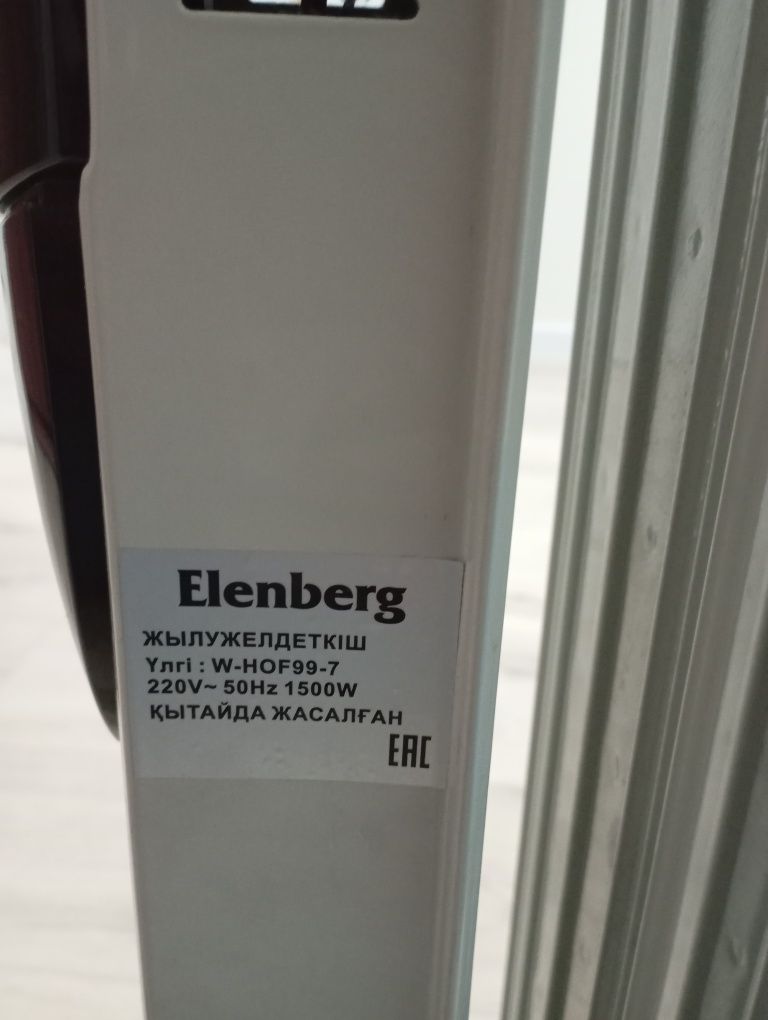 Elenberg
ЖЫЛУЖЕЛДЕТКІШ
Үлгі : W-HOF99-7
220V~ 50Hz 1500W
ҚЫТАЙДА ЖАСАЛҒАН
EAC